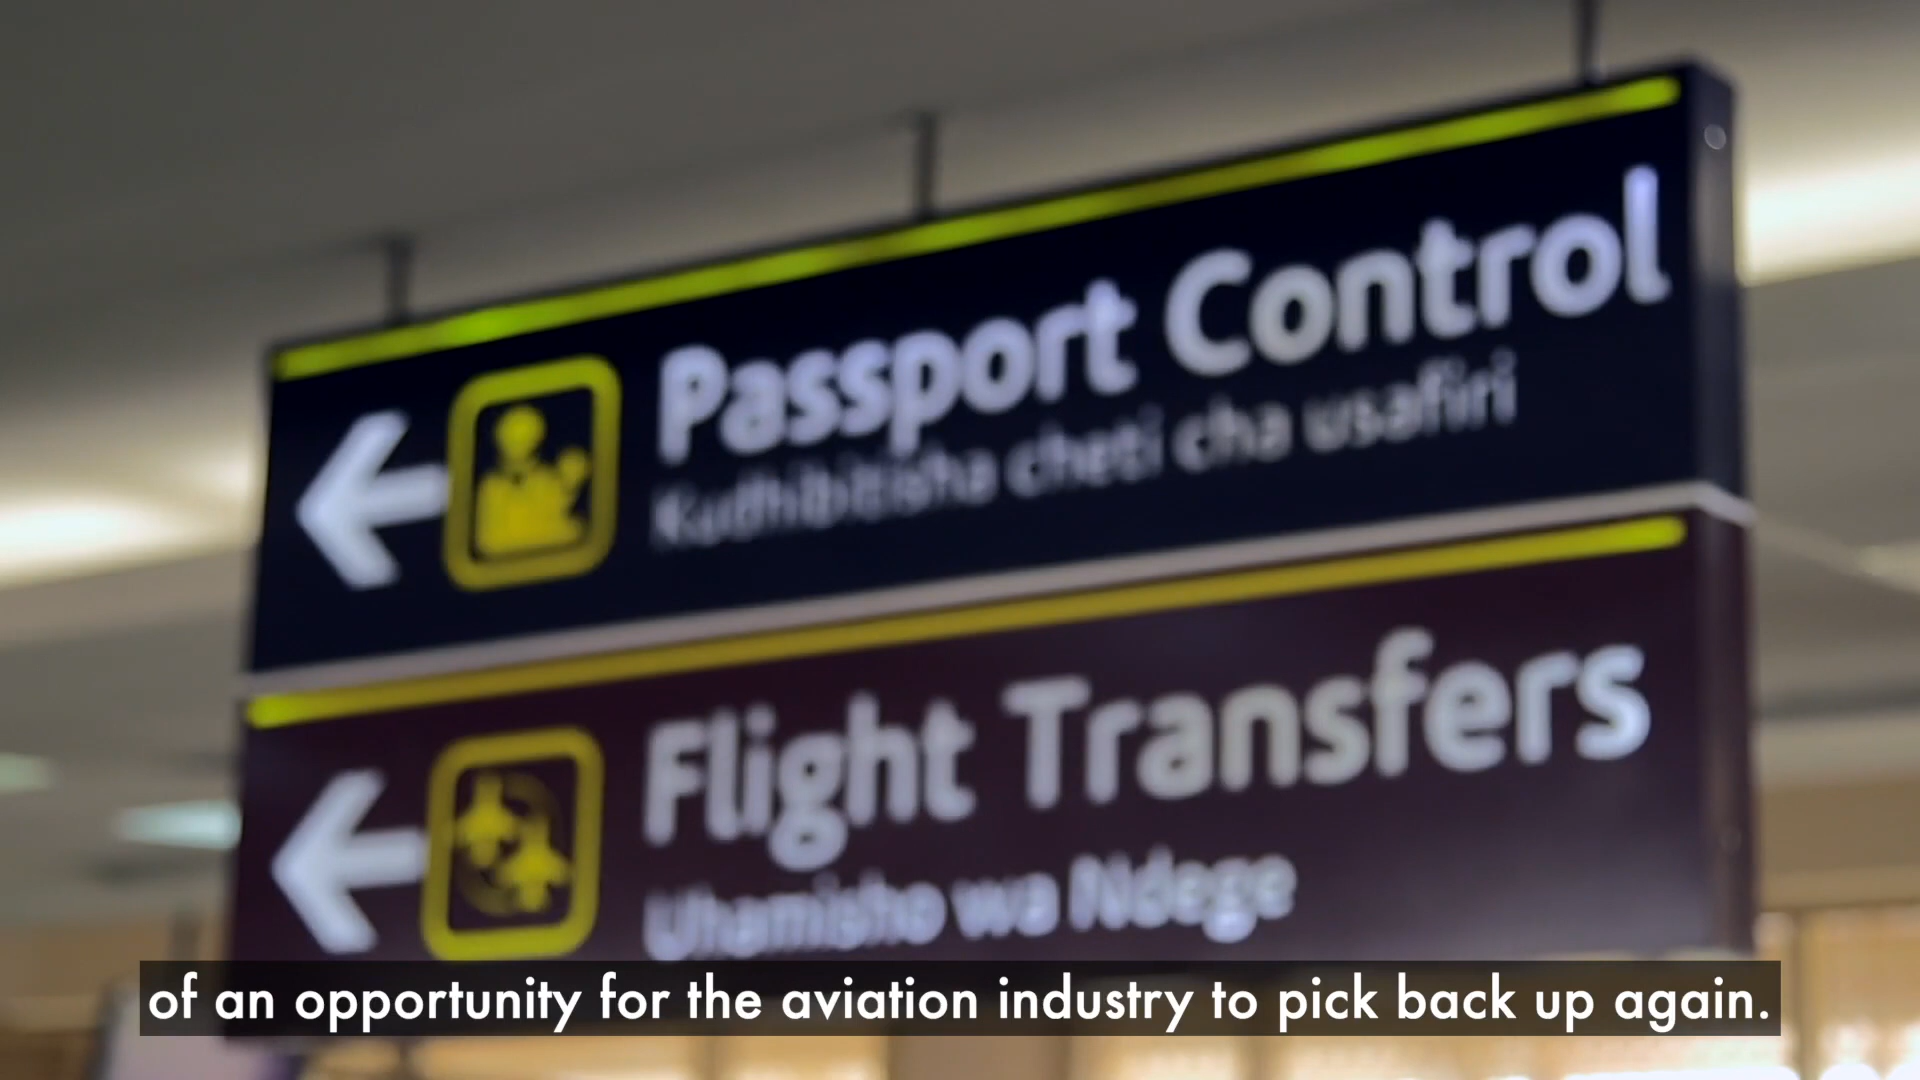 Passport Control
Kudhibitisha cheti cha usafiri
Flight Transfers
Uhamisho wa Ndege
of an opportunity for the aviation industry to pick back up again.